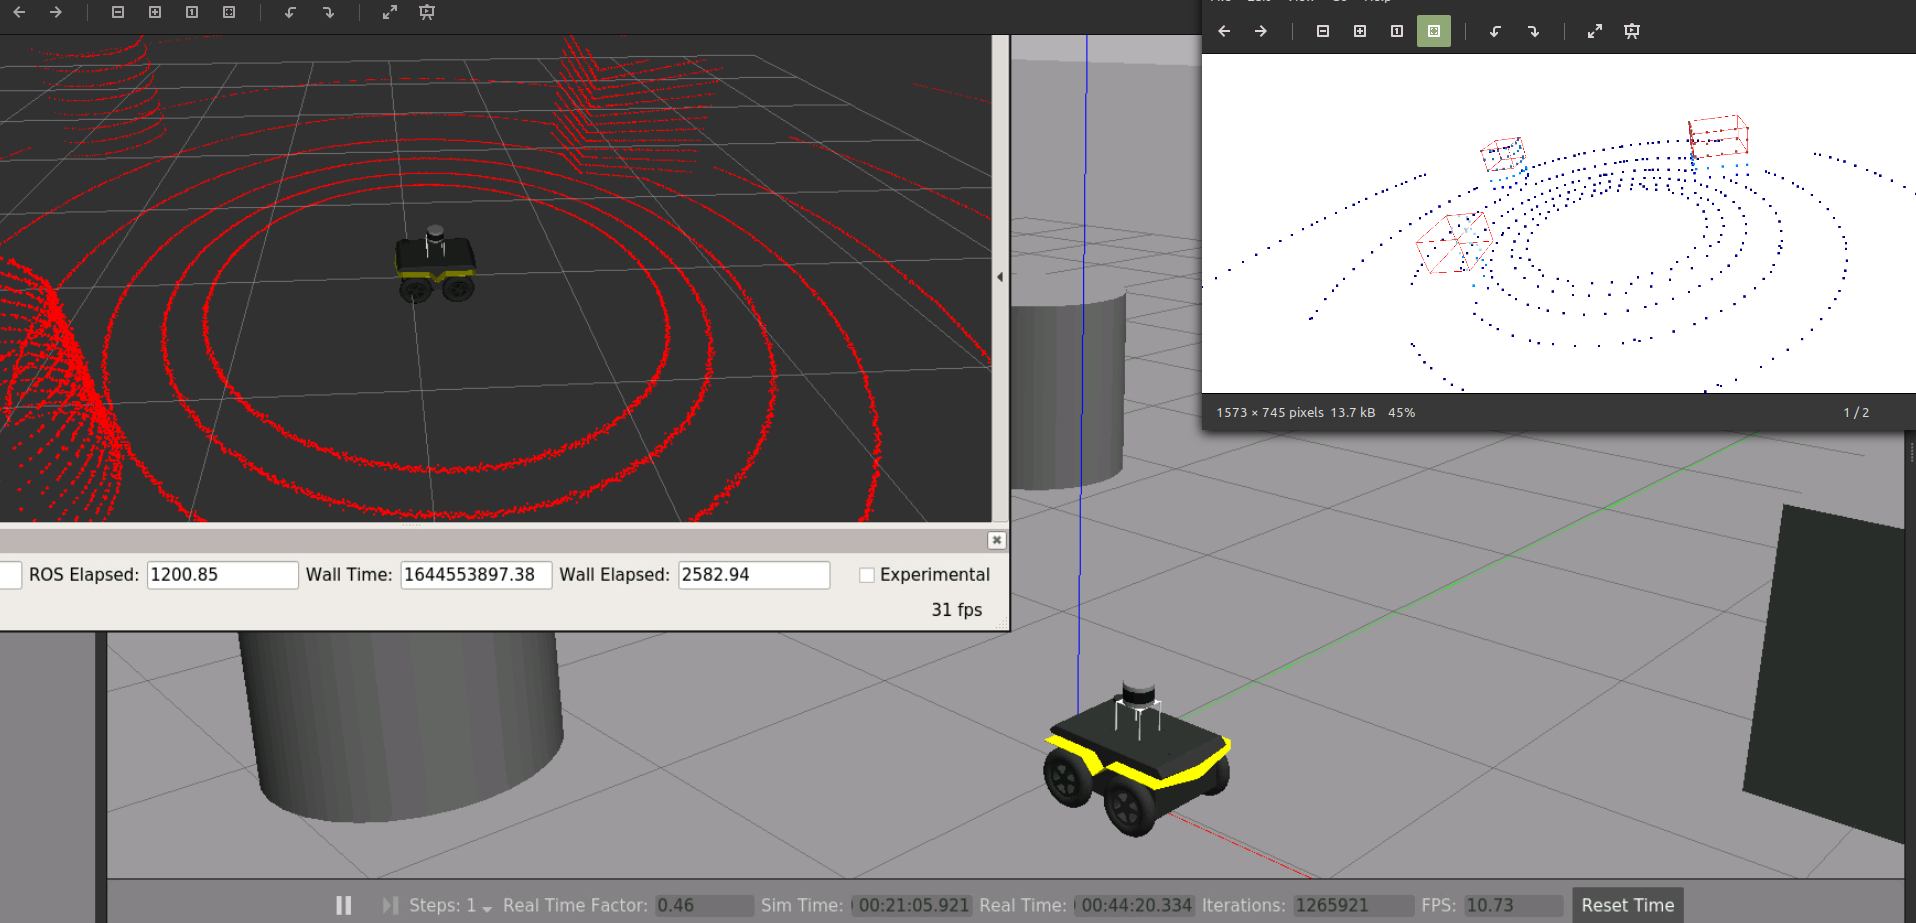 1573 × 745 pixels 13.7 kB 45% 1 / 2
ROS Elapsed: 1200.85 Wall Time: 1644553897.38 Wall Elapsed: 2582.94 Experimental
31 fps
Steps: 1 Real Time Factor: 0.46 Sim Time: 00:21:05.921 Real Time: 00:44:20.334 Iterations: 1265921 FPS: 10.73 Reset Time